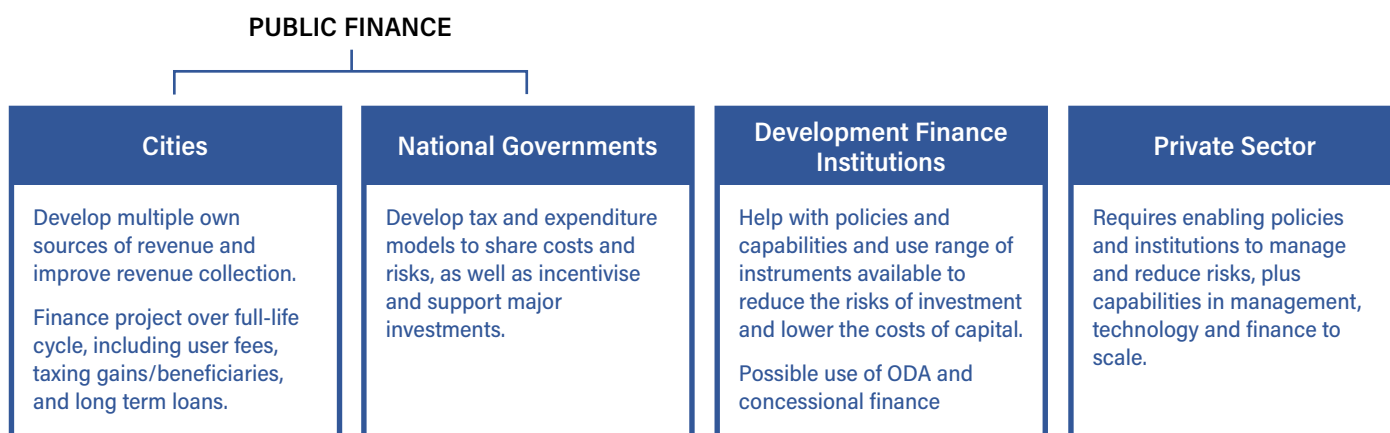 PUBLIC FINANCE
Cities
Develop multiple own
sources of revenue and
improve revenue collection.
Finance project over full-life
cycle, including user fees,
taxing gains/beneficiaries,
and long term loans.
National Governments
Develop tax and expenditure
models to share costs and
risks, as well as incentivise
and support major
investments.
Development Finance
Institutions
Help with policies and
capabilities and use range of
instruments available to
reduce the risks of investment
and lower the costs of capital.
Possible use of ODA and
concessional finance
Private Sector
Requires enabling policies
and institutions to manage
and reduce risks, plus
capabilities in management,
technology and finance to
scale.